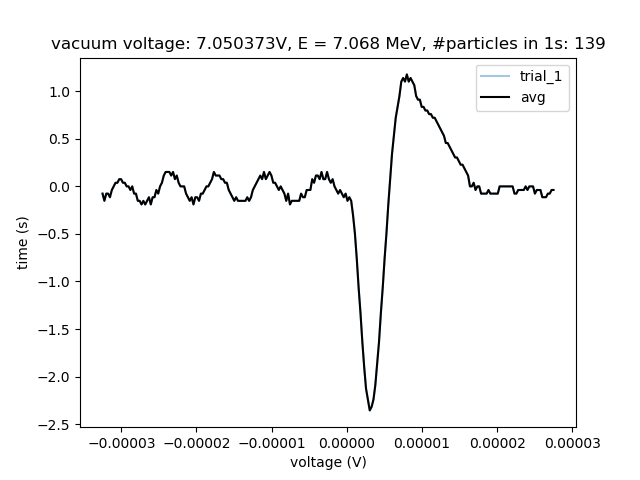 vacuum voltage: 7.050373V, E = 7.068 MeV, #particles in 1s: 139
trial_1
avg
1.0
0.5
0.0
−0.5
−1.0
−1.5
−2.0
−2.5
time (s)
−0.00003 −0.00002 −0.00001 0.00000 0.00001 0.00002 0.00003
voltage (V)